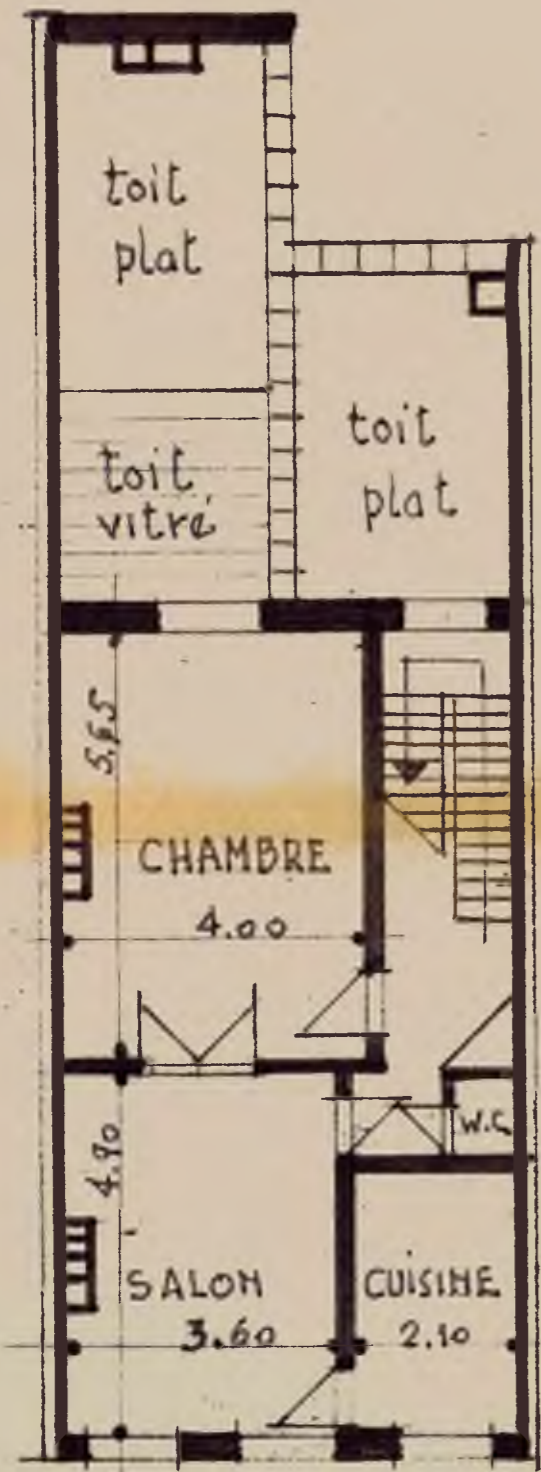 toit
plat
toit
plat
toit
vitré
5.65
CHAMBRE
4.00
W.C.
4.90
SALON
CUISINE
3.60
2.10